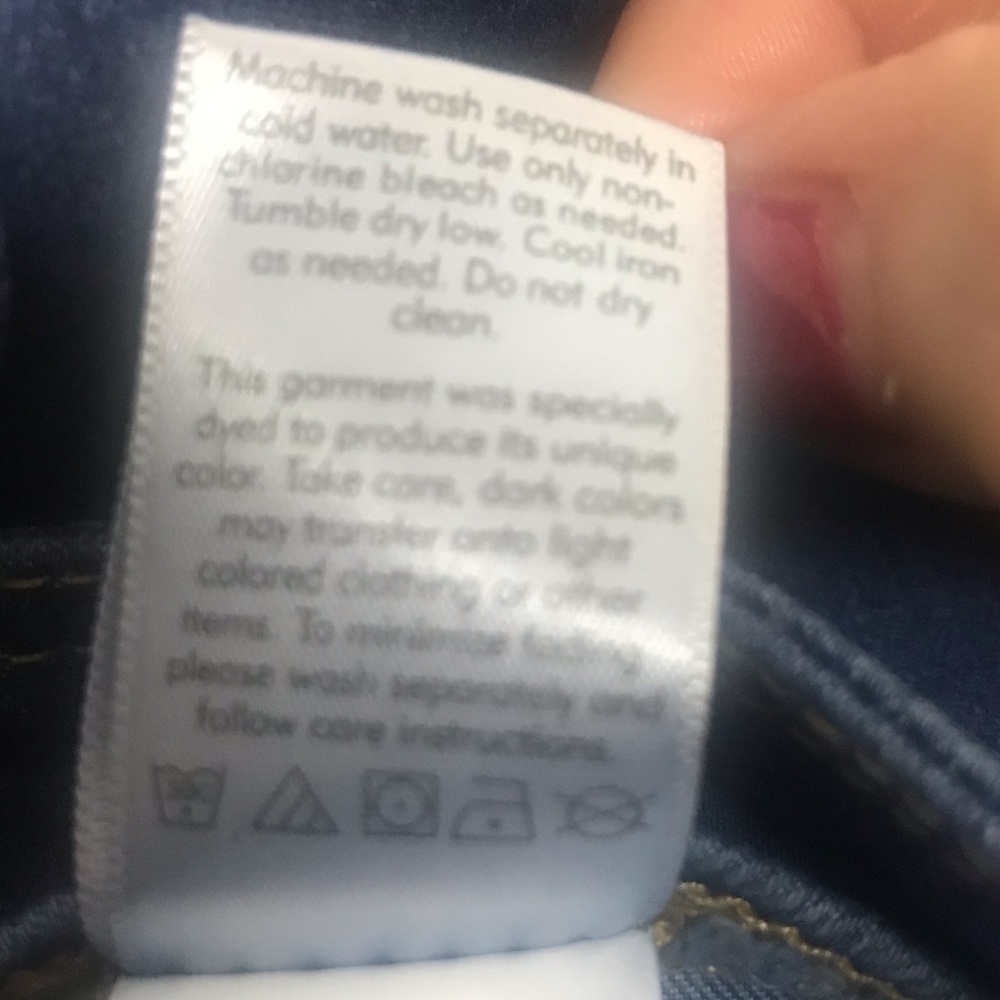 Machine wash separately in
cold water. Use only non-
chlorine bleach as needed.
Tumble dry low. Cool iron
as needed. Do not dry
clean.
This garment was specially
dyed to produce its unique
color. Take care, dark colors
may transfer onto light
colored clothing or other
items. To minimize fading
please wash separately and
follow care instructions.